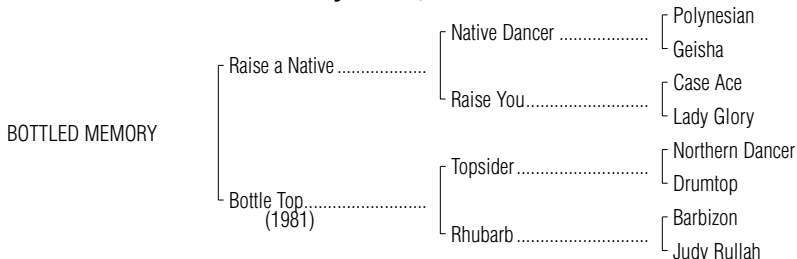 Polynesian
Native Dancer ....................
Geisha
Raise a Native ....................
Case Ace
Raise You...........................
Lady Glory
BOTTLED MEMORY
Northern Dancer
Topsider .............................
Drumtop
Bottle Top...........................
(1981)
Barbizon
Rhubarb .............................
Judy Rullah